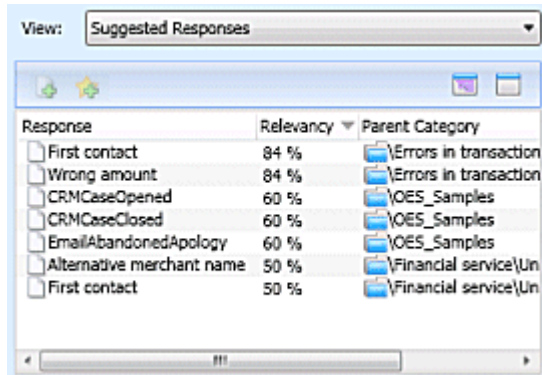 View: Suggested Responses
Response Relevancy Parent Category
First contact 84 % \Errors in transaction
Wrong amount 84 % \Errors in transaction
CRMCaseOpened 60 % \OES_Samples
CRMCaseClosed 60 % \OES_Samples
EmailAbandonedApology 60 % \OES_Samples
Alternative merchant name 50 % \Financial service\Un
First contact 50 % \Financial service\Un